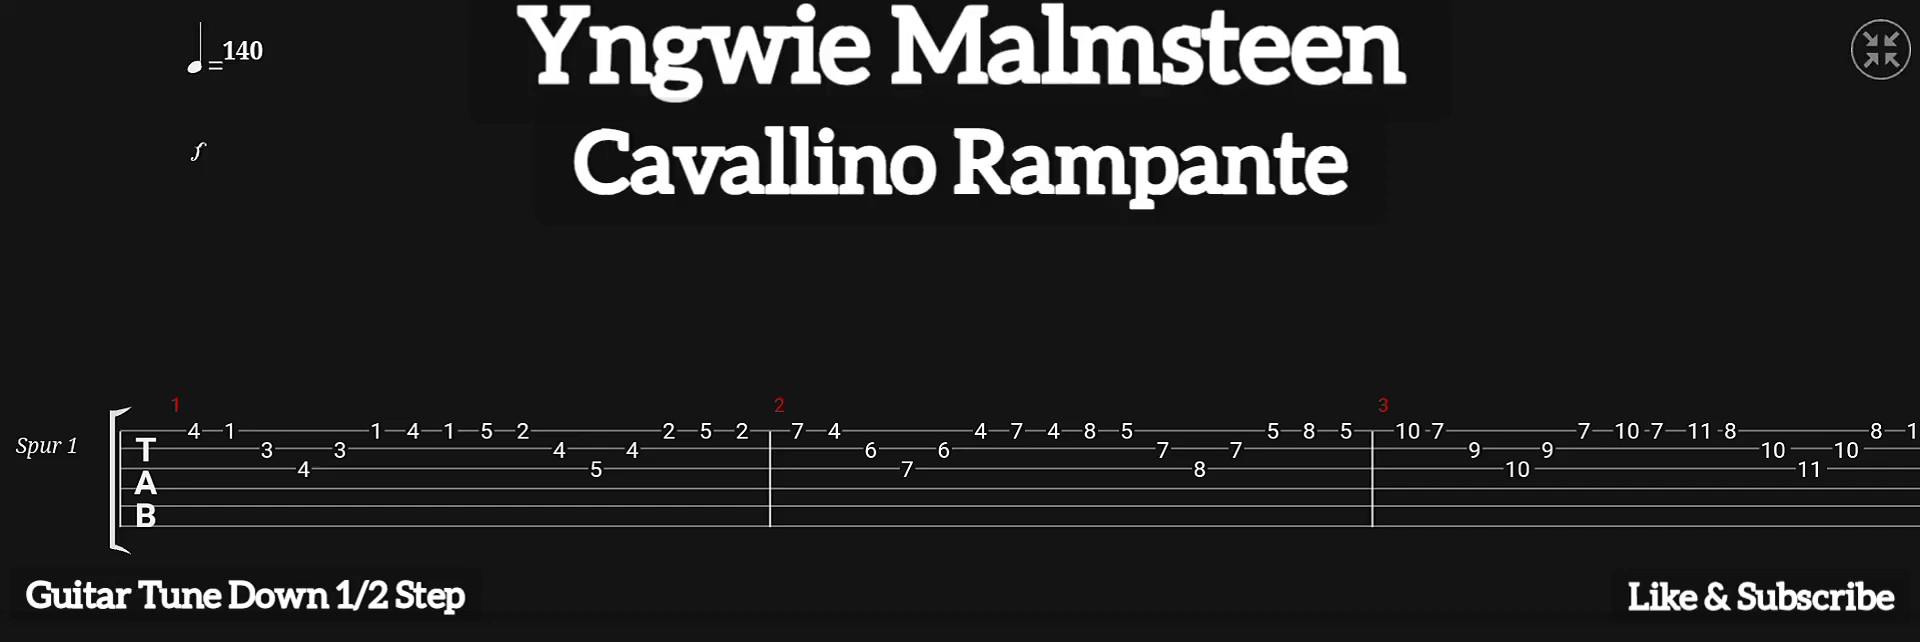 Yngwie Malmsteen
=140
Cavallino Rampante
f
1 2 3
4 1 1 4 1 5 2 2 5 2 7 4 4 7 4 8 5 5 8 5 10 7 7 10 7 11 8 8 1
Spur 1
T 3 3 4 4 6 6 7 7 9 9 10 10
4 5 7 8 10 11
A
B
Guitar Tune Down 1/2 Step
Like & Subscribe